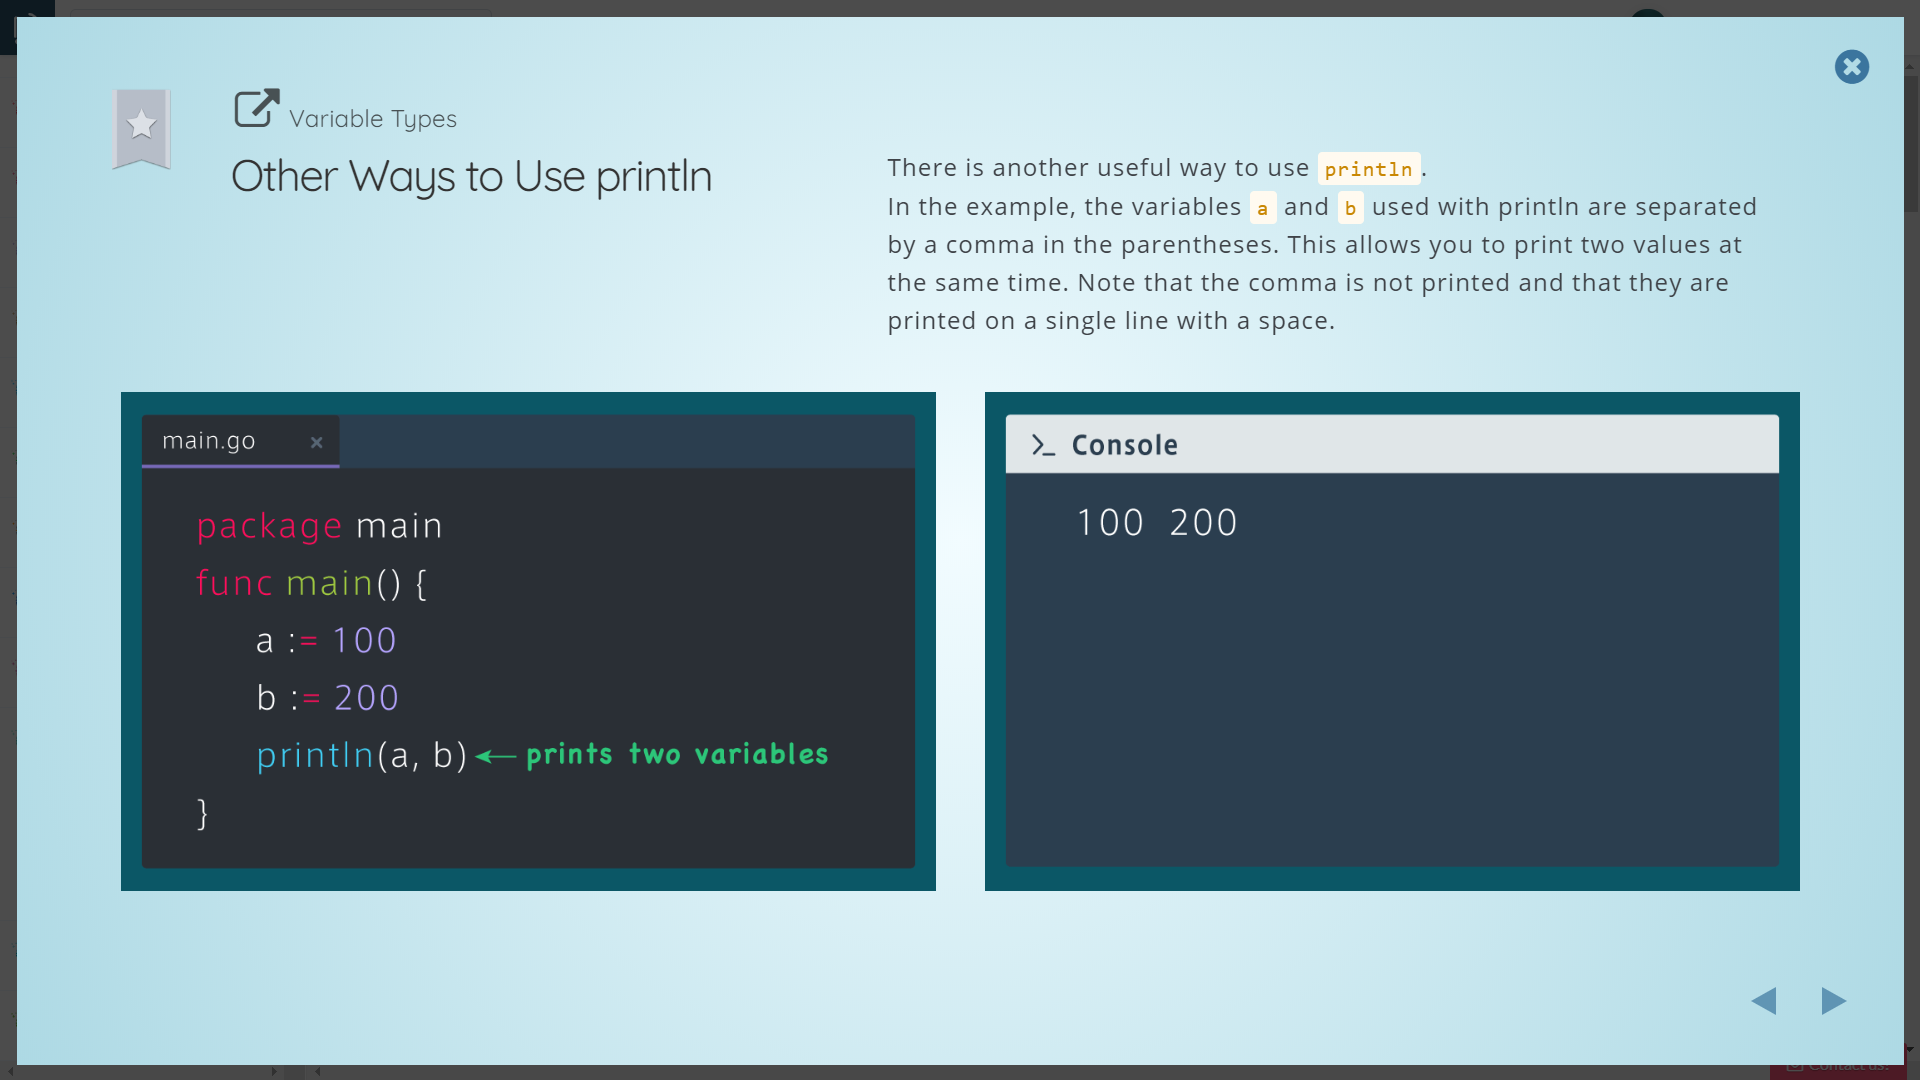 Variable Types
Other Ways to Use println
There is another useful way to use println.
In the example, the variables a and b used with println are separated
by a comma in the parentheses. This allows you to print two values at
the same time. Note that the comma is not printed and that they are
printed on a single line with a space.
main.go ×
package main
func main() {
a := 100
b := 200
println(a, b) ← prints two variables
}
>_ Console
100 200
Contact us!